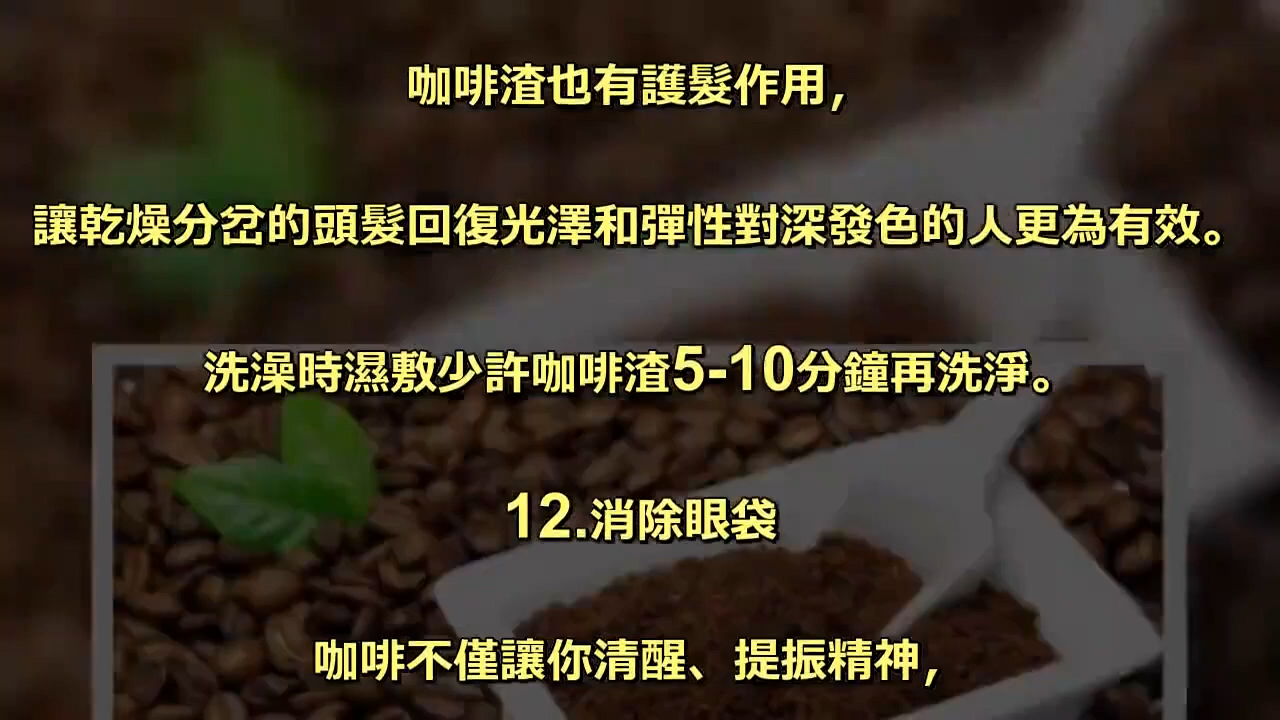 咖啡渣也有護髮作用，
讓乾燥分岔的頭髮回復光澤和彈性對深發色的人更為有效。
洗澡時濕敷少許咖啡渣5-10分鐘再洗淨。
12.消除眼袋
咖啡不僅讓你清醒、提振精神，